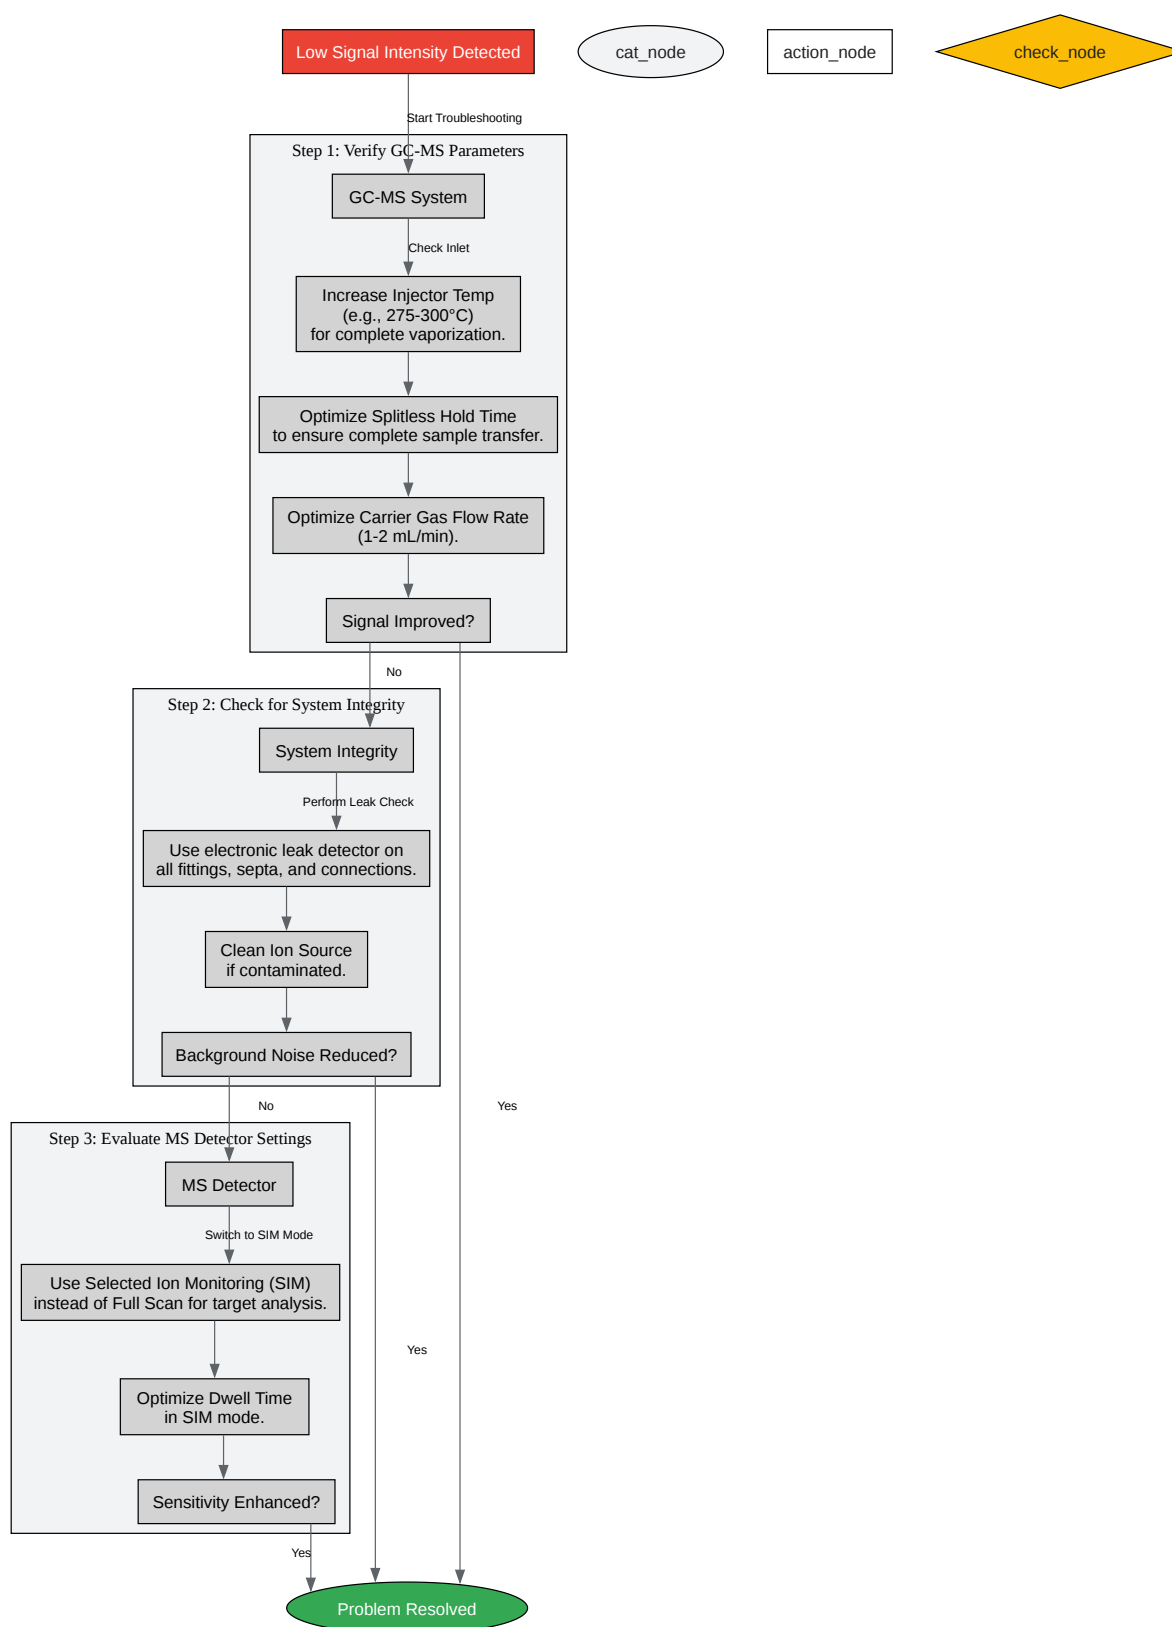 Low Signal Intensity Detected
cat_node
action_node
check_node
Start Troubleshooting
Step 1: Verify GC-MS Parameters
GC-MS System
Check Inlet
Increase Injector Temp
(e.g., 275-300°C)
for complete vaporization.
Optimize Splitless Hold Time
to ensure complete sample transfer.
Optimize Carrier Gas Flow Rate
(1-2 mL/min).
Signal Improved?
No
Step 2: Check for System Integrity
System Integrity
Perform Leak Check
Use electronic leak detector on
all fittings, septa, and connections.
Clean Ion Source
if contaminated.
Background Noise Reduced?
No
Yes
Step 3: Evaluate MS Detector Settings
MS Detector
Switch to SIM Mode
Use Selected Ion Monitoring (SIM)
instead of Full Scan for target analysis.
Yes
Optimize Dwell Time
in SIM mode.
Sensitivity Enhanced?
Yes
Problem Resolved